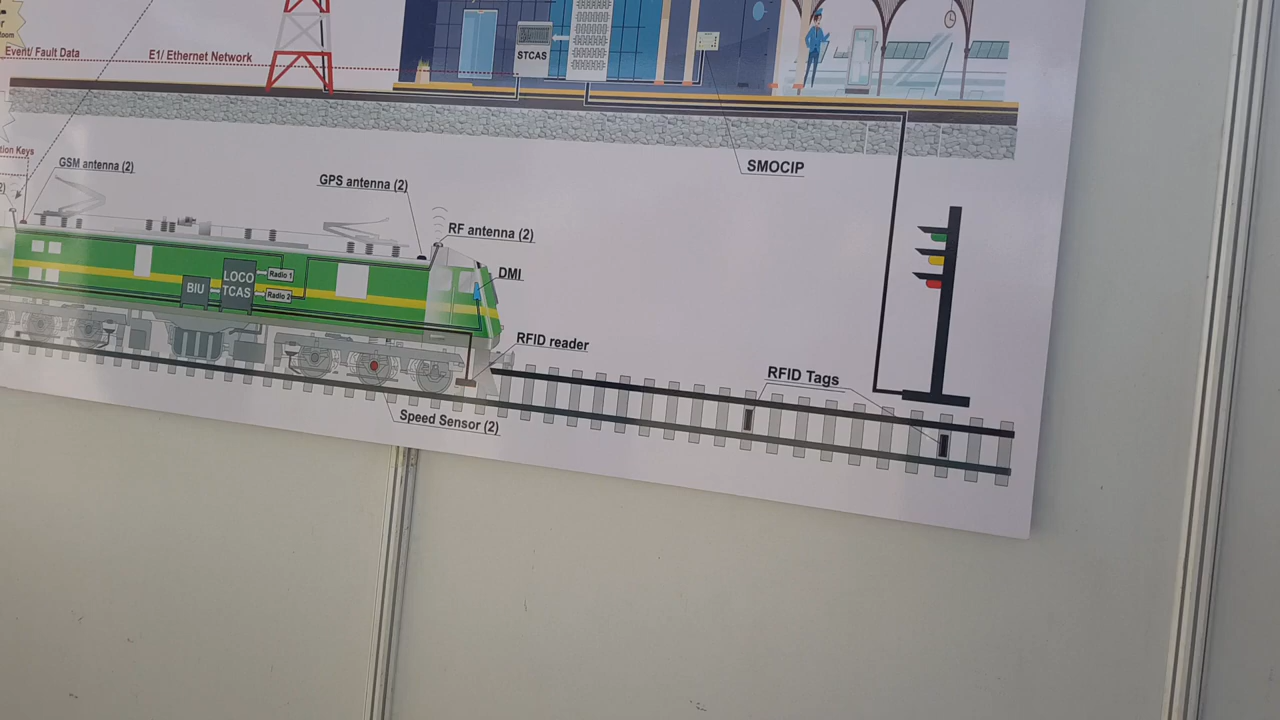 Event/ Fault Data
E1/ Ethernet Network
STCAS
tion Keys
GSM antenna (2)
GPS antenna (2)
RF antenna (2)
SMOCIP
DMI
LOCO
TCAS
BIU
Radio 1
Radio 2
RFID reader
RFID Tags
Speed Sensor (2)